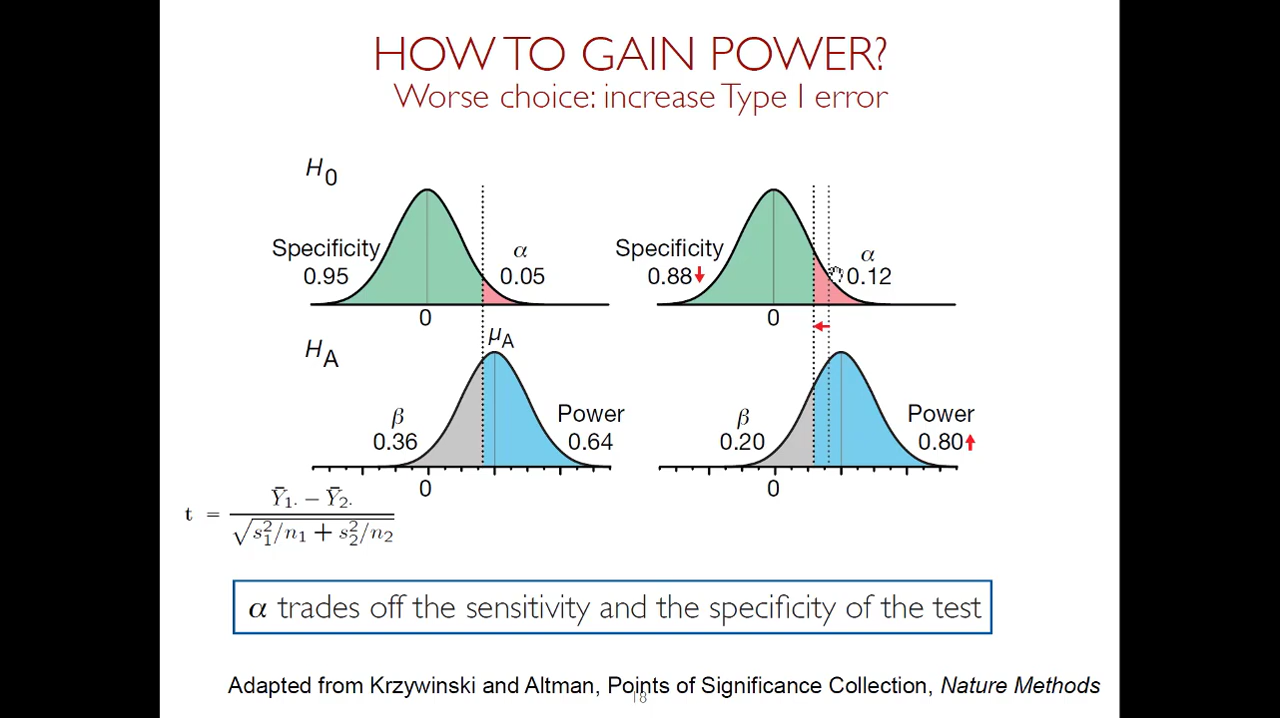 HOW TO GAIN POWER?
Worse choice: increase Type I error
H0
Specificity
0.95
α
0.05
Specificity
0.88
α
0.12
0
0
HA
μA
β
0.36
Power
0.64
β
0.20
Power
0.80
0
0
t = Ȳ1. − Ȳ2. / √s₁²/n₁ + s₂²/n₂
α trades off the sensitivity and the specificity of the test
Adapted from Krzywinski and Altman, Points of Significance Collection, Nature Methods
18